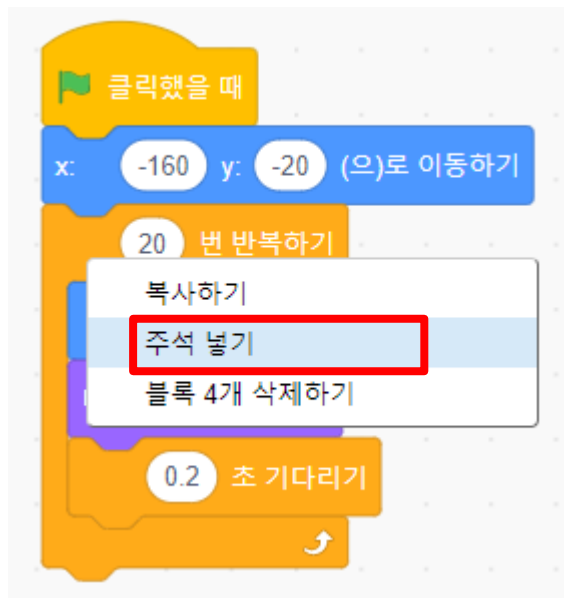 클릭했을 때
x: -160 y: -20 (으)로 이동하기
20 번 반복하기
복사하기
주석 넣기
블록 4개 삭제하기
0.2 초 기다리기